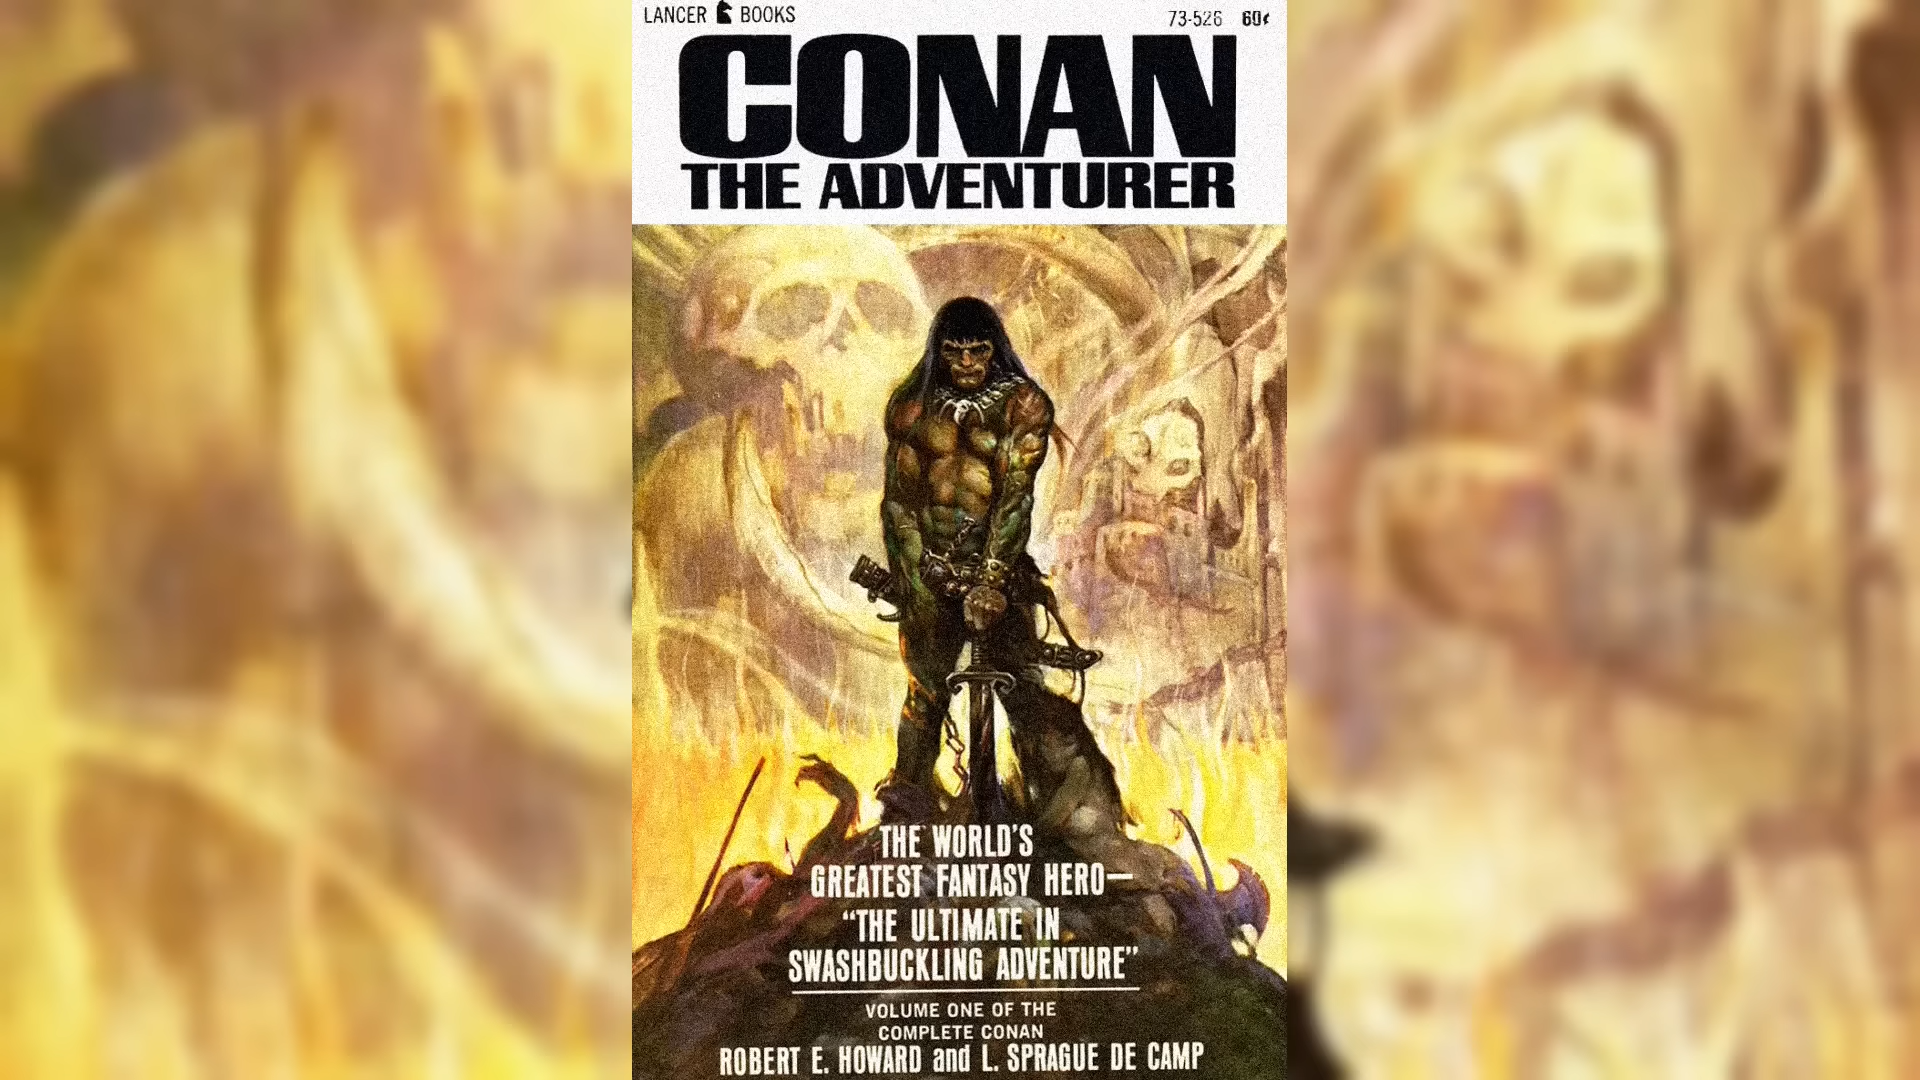 LANCER BOOKS 73-526 60¢
CONAN
THE ADVENTURER
THE WORLD'S
GREATEST FANTASY HERO—
“THE ULTIMATE IN
SWASHBUCKLING ADVENTURE”
VOLUME ONE OF THE
COMPLETE CONAN
ROBERT E. HOWARD and L. SPRAGUE DE CAMP